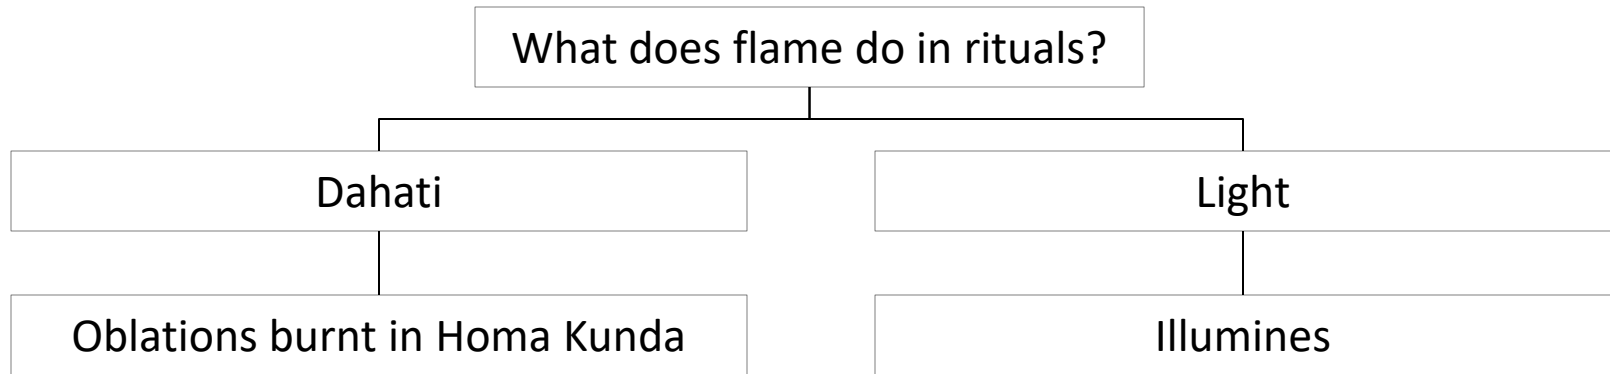 What does flame do in rituals?
Dahati
Light
Oblations burnt in Homa Kunda
Illumines